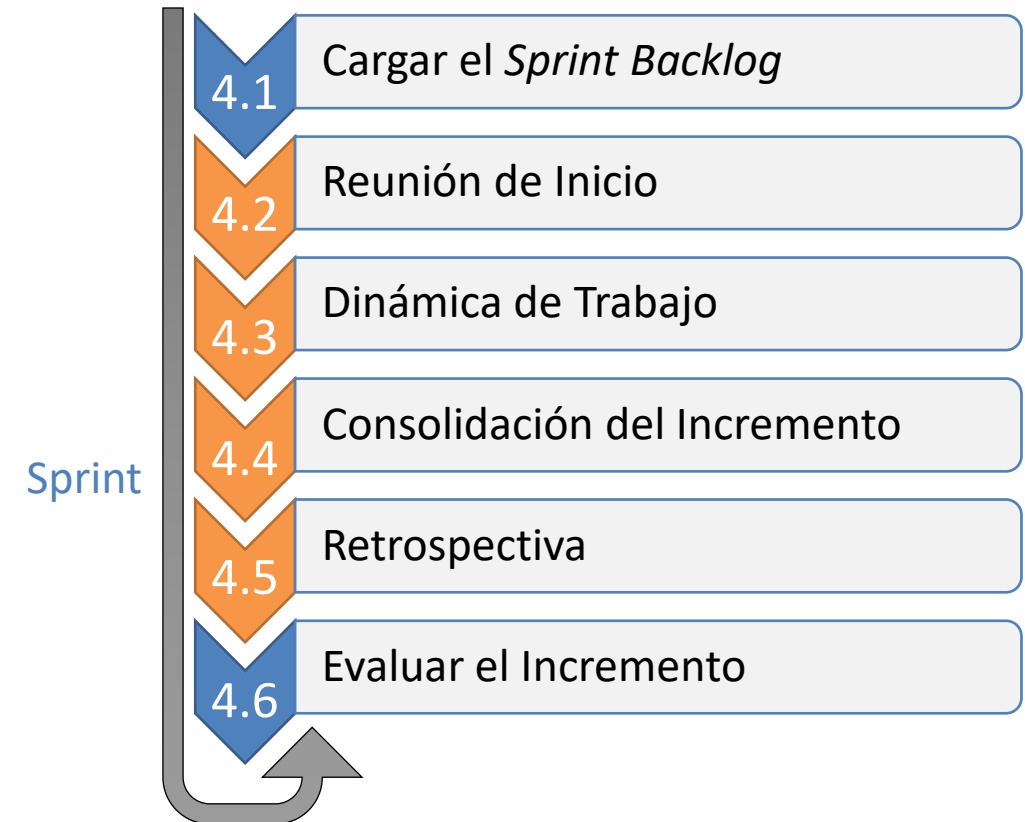 4.1 Cargar el Sprint Backlog
4.2 Reunión de Inicio
4.3 Dinámica de Trabajo
4.4 Consolidación del Incremento
Sprint
4.5 Retrospectiva
4.6 Evaluar el Incremento